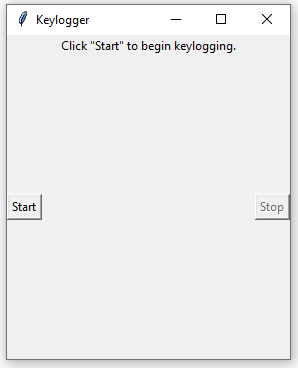 Keylogger
Click "Start" to begin keylogging.
Start
Stop